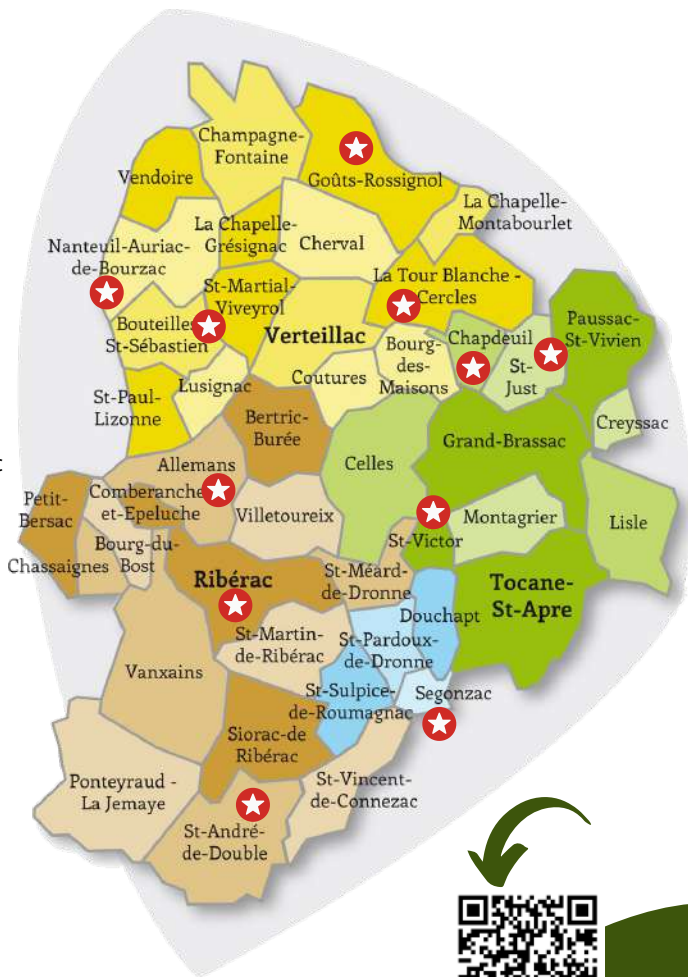 Champagne-
Fontaine
Vendoire
Goûts-Rossignol
La Chapelle-
Montabourlet
La Chapelle-
Grésignac
Cherval
Nanteuil-Auriac-
de-Bourzac
St-Martial-
Viveyrol
La Tour Blanche -
Cercles
Bouteilles
St-Sébastien
Verteillac
Bourg-
des-
Maisons
Chapdeuil
St-
Just
Paussac-
St-Vivien
St-Paul-
Lizonne
Lusignac
Coutures
Creyssac
Bertric-
Burée
Grand-Brassac
Allemans
Celles
t
Petit-
Bersac
Comberanche
et-Epeluche
Villetoureix
Montagrier
Lisle
St-Victor
Chassaignes
Bourg-du-
Bost
Ribérac
St-Méard-
de-Dronne
Tocane-
St-Apre
Douchapt
St-Martin-
de-Ribérac
St-Pardoux-
de-Dronne
Vanxains
St-Sulpice-
de-Roumagnac
Segonzac
Siorac-de
Ribérac
Ponteyraud -
La Jemaye
St-Vincent-
de-Connezac
St-André-
de-Double